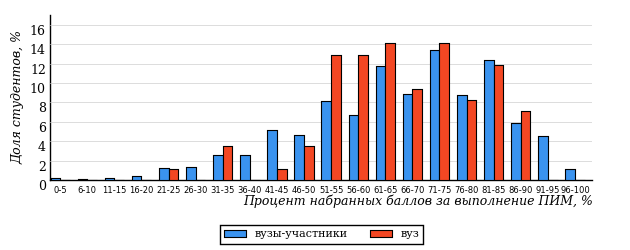 Доля студентов, %
16
14
12
10
8
6
4
2
0
0-5 6-10 11-15 16-20 21-25 26-30 31-35 36-40 41-45 46-50 51-55 56-60 61-65 66-70 71-75 76-80 81-85 86-90 91-95 96-100
Процент набранных баллов за выполнение ПИМ, %
вузы-участники вуз